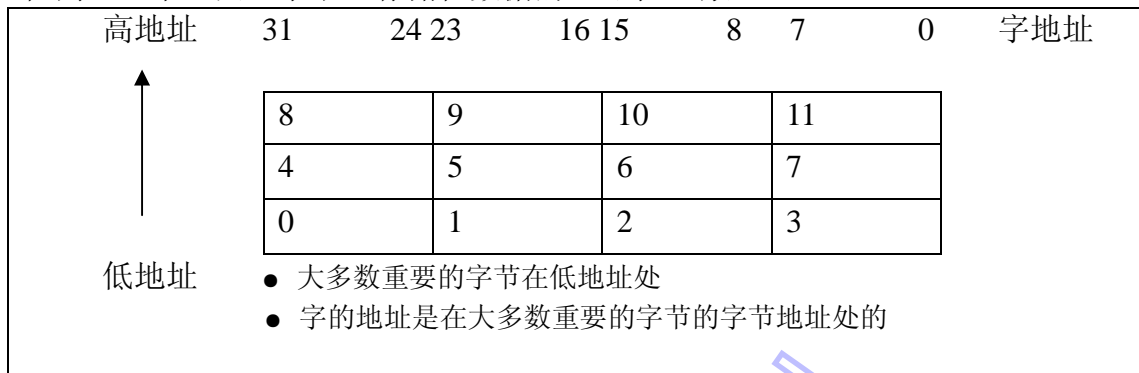 高地址 31 24 23 16 15 8 7 0 字地址
8 9 10 11
4 5 6 7
0 1 2 3
低地址 ● 大多数重要的字节在低地址处
● 字的地址是在大多数重要的字节的字节地址处的